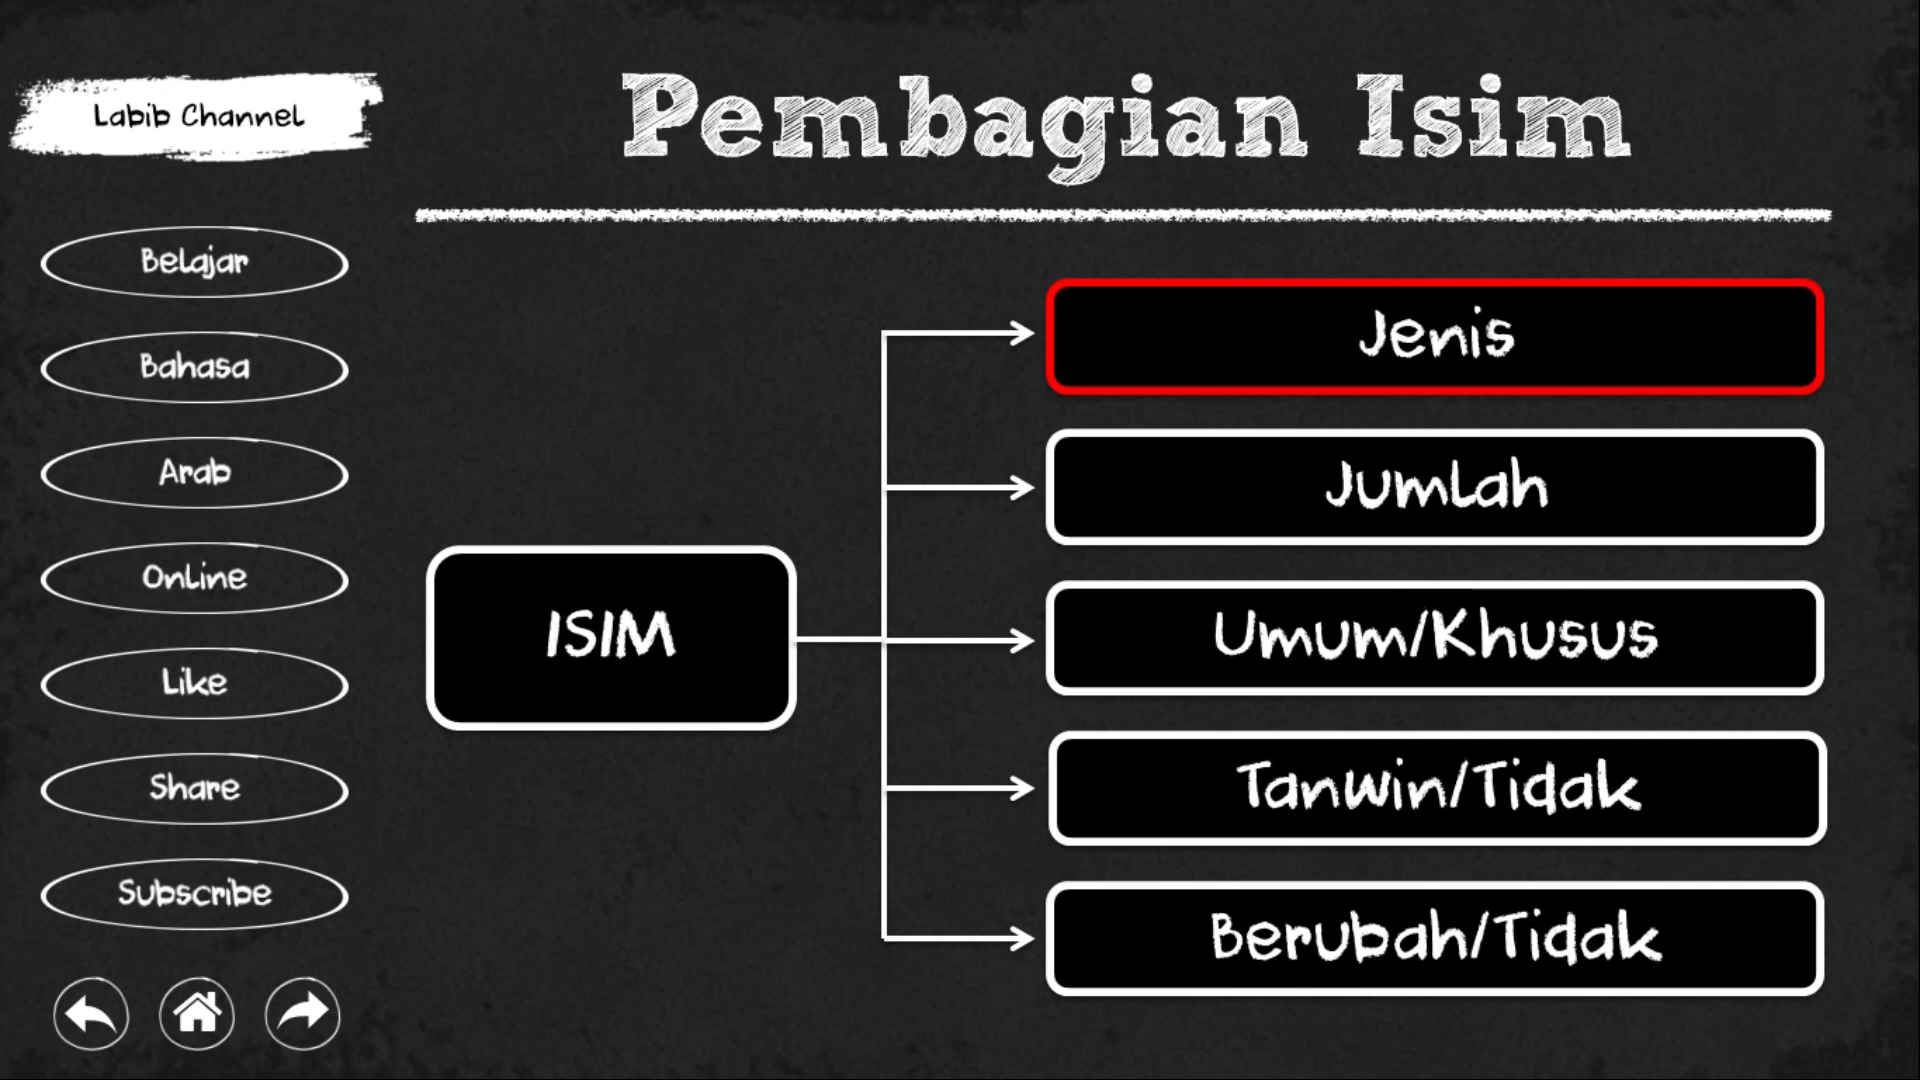 Labib Channel
Belajar
Bahasa
Arab
Online
Like
Share
Subscribe
Pembagian Isim
ISIM
Jenis
Jumlah
Umum/Khusus
Tanwin/Tidak
Berubah/Tidak